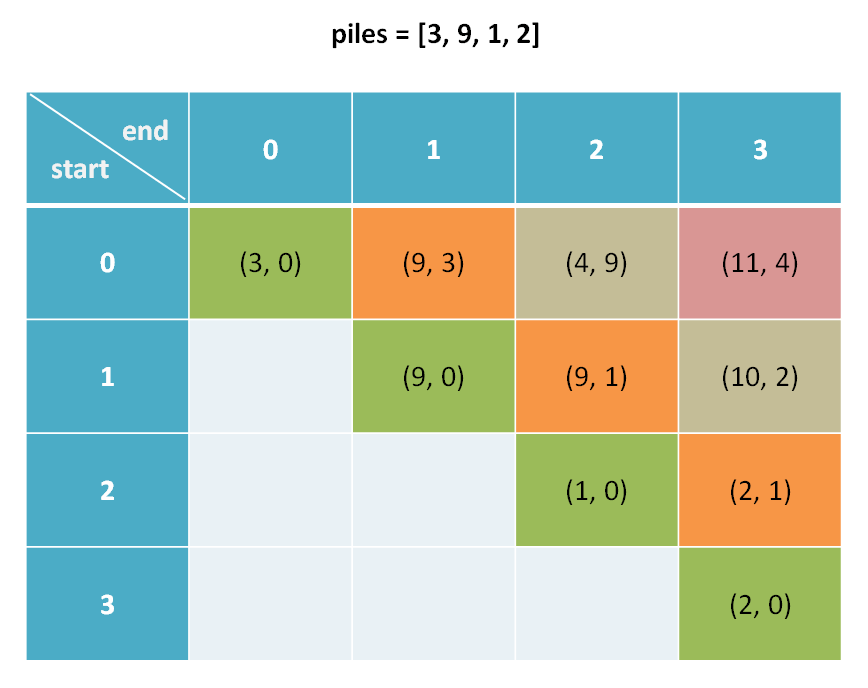 piles = [3, 9, 1, 2]
end
start
0 1 2 3
0 (3, 0) (9, 3) (4, 9) (11, 4)
1 (9, 0) (9, 1) (10, 2)
2 (1, 0) (2, 1)
3 (2, 0)